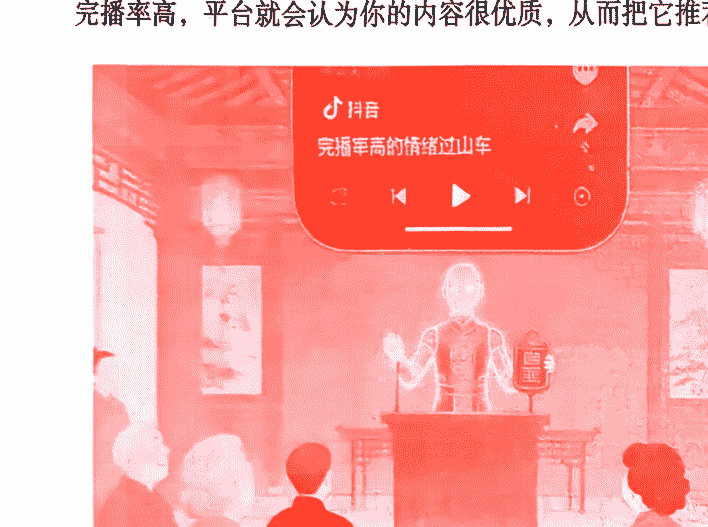 完播率高，平台就会认为你的内容很优质，从而把它推荐
抖音
完播率高的情绪过山车